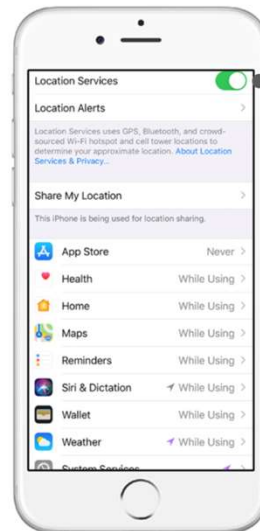 Location Services
Location Alerts
Location Services uses GPS, Bluetooth, and crowd-
sourced Wi-Fi hotspot and cell tower locations to
determine your approximate location. About Location
Services & Privacy...
Share My Location
This iPhone is being used for location sharing.
App Store Never
Health While Using
Home While Using
Maps While Using
Reminders While Using
Siri & Dictation While Using
Wallet While Using
Weather While Using
System Services